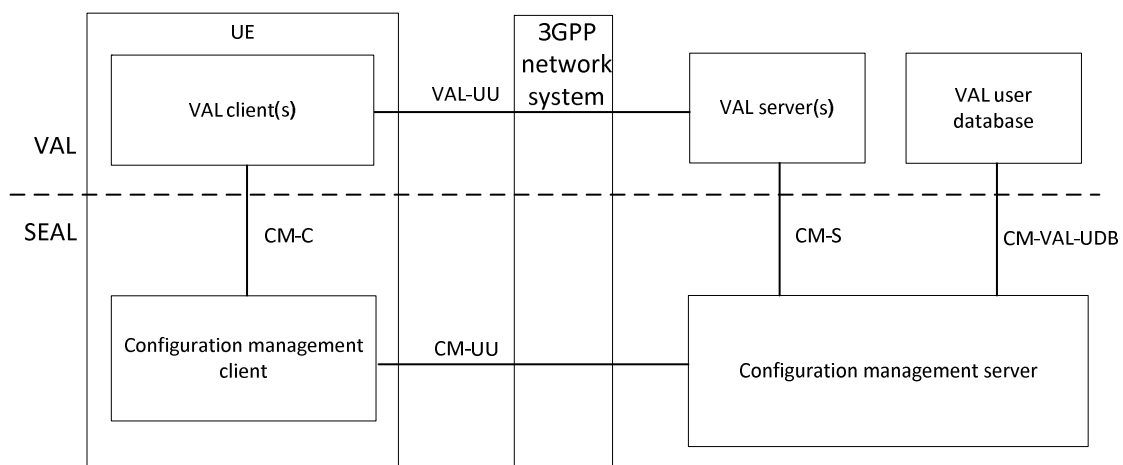 UE
3GPP
network
system
VAL client(s)
VAL-UU
VAL server(s)
VAL user
database
VAL
SEAL
CM-C
CM-S
CM-VAL-UDB
Configuration management
client
CM-UU
Configuration management server